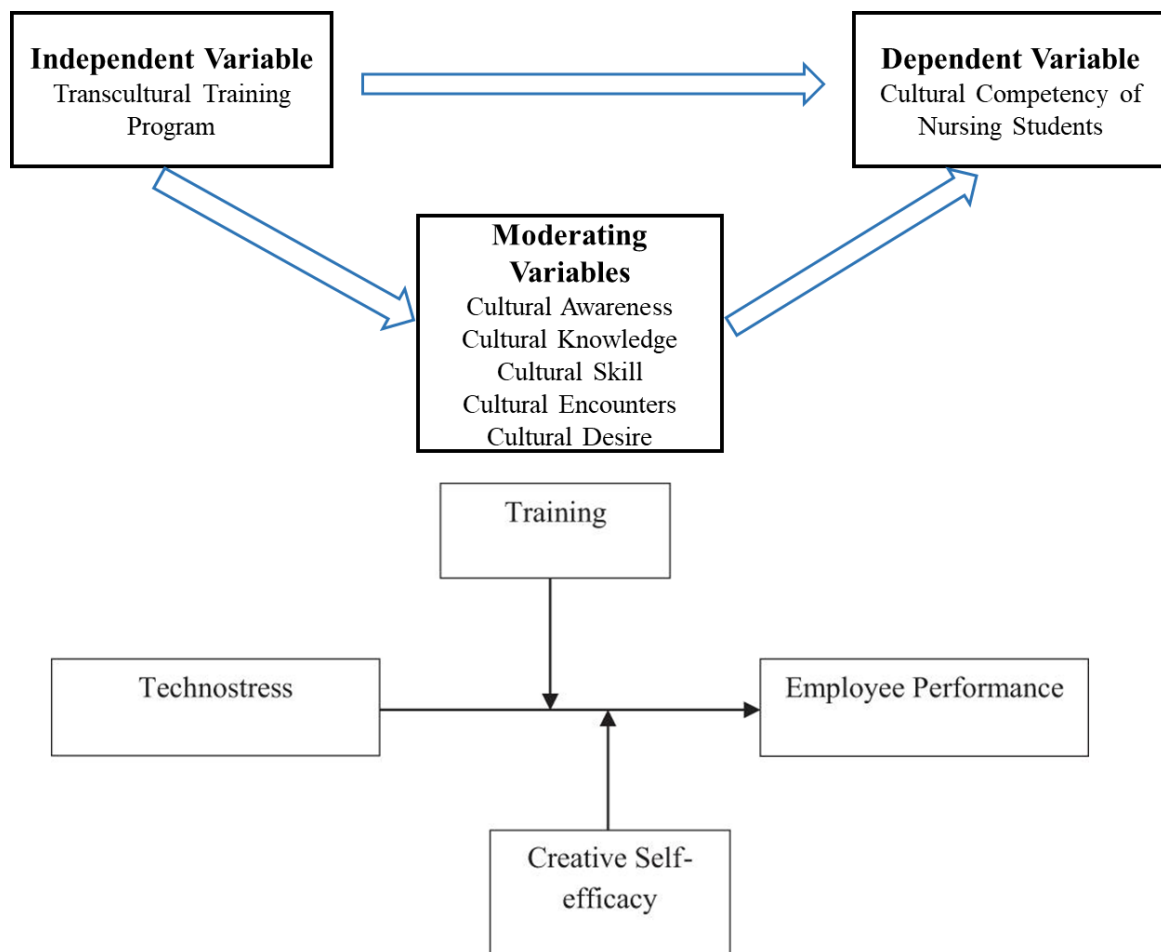 Independent Variable
Transcultural Training
Program
Dependent Variable
Cultural Competency of
Nursing Students
Moderating
Variables
Cultural Awareness
Cultural Knowledge
Cultural Skill
Cultural Encounters
Cultural Desire
Training
Technostress
Employee Performance
Creative Self-
efficacy